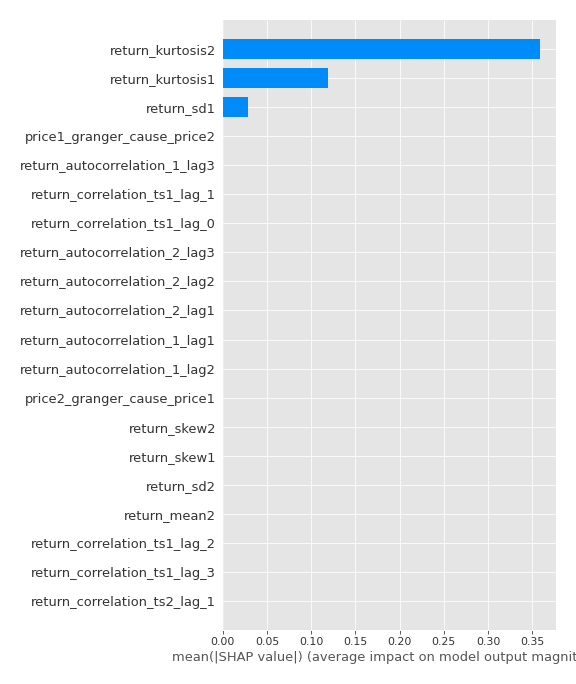 return_kurtosis2
return_kurtosis1
return_sd1
price1_granger_cause_price2
return_autocorrelation_1_lag3
return_correlation_ts1_lag_1
return_correlation_ts1_lag_0
return_autocorrelation_2_lag3
return_autocorrelation_2_lag2
return_autocorrelation_2_lag1
return_autocorrelation_1_lag1
return_autocorrelation_1_lag2
price2_granger_cause_price1
return_skew2
return_skew1
return_sd2
return_mean2
return_correlation_ts1_lag_2
return_correlation_ts1_lag_3
return_correlation_ts2_lag_1
0.00 0.05 0.10 0.15 0.20 0.25 0.30 0.35
mean(|SHAP value|) (average impact on model output magnit